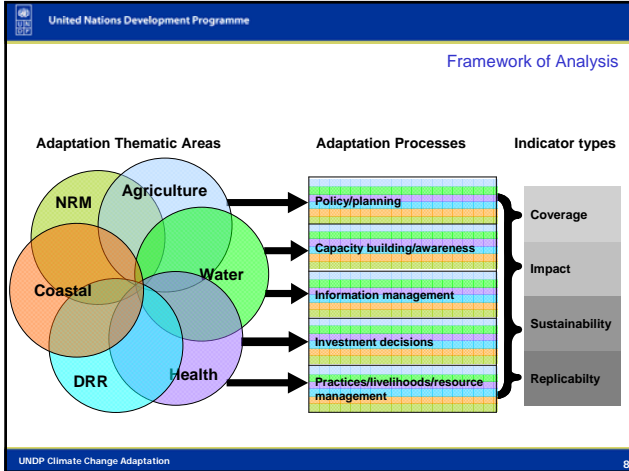 UN
DP
United Nations Development Programme
Framework of Analysis
Adaptation Thematic Areas
Adaptation Processes
Indicator types
NRM
Agriculture
Water
Coastal
DRR
Health
Policy/planning
Capacity building/awareness
Information management
Investment decisions
Practices/livelihoods/resource
management
Coverage
Impact
Sustainability
Replicabilty
UNDP Climate Change Adaptation
8